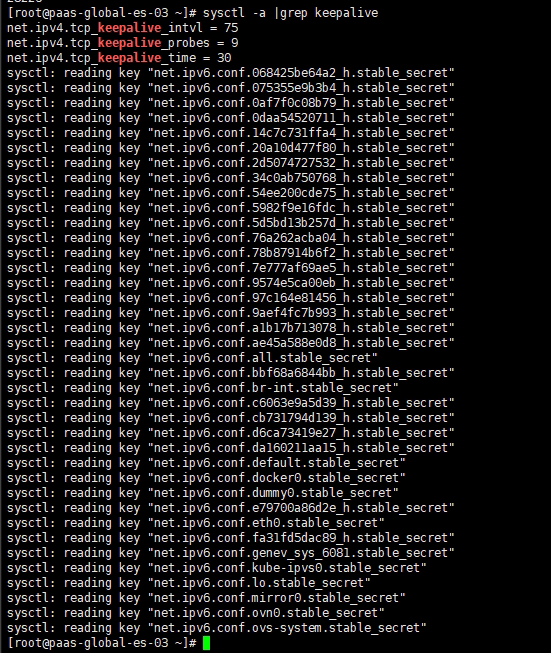 [root@paas-global-es-03 ~]# sysctl -a |grep keepalive
net.ipv4.tcp_keepalive_intvl = 75
net.ipv4.tcp_keepalive_probes = 9
net.ipv4.tcp_keepalive_time = 30
sysctl: reading key "net.ipv6.conf.068425be64a2_h.stable_secret"
sysctl: reading key "net.ipv6.conf.075355e9b3b4_h.stable_secret"
sysctl: reading key "net.ipv6.conf.0af7f0c08b79_h.stable_secret"
sysctl: reading key "net.ipv6.conf.0daa54520711_h.stable_secret"
sysctl: reading key "net.ipv6.conf.14c7c731ffa4_h.stable_secret"
sysctl: reading key "net.ipv6.conf.20a10d477f80_h.stable_secret"
sysctl: reading key "net.ipv6.conf.2d5074727532_h.stable_secret"
sysctl: reading key "net.ipv6.conf.34c0ab750768_h.stable_secret"
sysctl: reading key "net.ipv6.conf.54ee200cde75_h.stable_secret"
sysctl: reading key "net.ipv6.conf.5982f9e16fdc_h.stable_secret"
sysctl: reading key "net.ipv6.conf.5d5bd13b257d_h.stable_secret"
sysctl: reading key "net.ipv6.conf.76a262acba04_h.stable_secret"
sysctl: reading key "net.ipv6.conf.78b87914b6f2_h.stable_secret"
sysctl: reading key "net.ipv6.conf.7e777af69ae5_h.stable_secret"
sysctl: reading key "net.ipv6.conf.9574e5ca00eb_h.stable_secret"
sysctl: reading key "net.ipv6.conf.97c164e81456_h.stable_secret"
sysctl: reading key "net.ipv6.conf.9aef4fc7b993_h.stable_secret"
sysctl: reading key "net.ipv6.conf.a1b17b713078_h.stable_secret"
sysctl: reading key "net.ipv6.conf.ae45a588e0d8_h.stable_secret"
sysctl: reading key "net.ipv6.conf.all.stable_secret"
sysctl: reading key "net.ipv6.conf.bbf68a6844bb_h.stable_secret"
sysctl: reading key "net.ipv6.conf.br-int.stable_secret"
sysctl: reading key "net.ipv6.conf.c6063e9a5d39_h.stable_secret"
sysctl: reading key "net.ipv6.conf.cb731794d139_h.stable_secret"
sysctl: reading key "net.ipv6.conf.d6ca73419e27_h.stable_secret"
sysctl: reading key "net.ipv6.conf.da160211aa15_h.stable_secret"
sysctl: reading key "net.ipv6.conf.default.stable_secret"
sysctl: reading key "net.ipv6.conf.docker0.stable_secret"
sysctl: reading key "net.ipv6.conf.dummy0.stable_secret"
sysctl: reading key "net.ipv6.conf.e79700a86d2e_h.stable_secret"
sysctl: reading key "net.ipv6.conf.eth0.stable_secret"
sysctl: reading key "net.ipv6.conf.fa31fd5dac89_h.stable_secret"
sysctl: reading key "net.ipv6.conf.genev_sys_6081.stable_secret"
sysctl: reading key "net.ipv6.conf.kube-ipvs0.stable_secret"
sysctl: reading key "net.ipv6.conf.lo.stable_secret"
sysctl: reading key "net.ipv6.conf.mirror0.stable_secret"
sysctl: reading key "net.ipv6.conf.ovn0.stable_secret"
sysctl: reading key "net.ipv6.conf.ovs-system.stable_secret"
[root@paas-global-es-03 ~]#